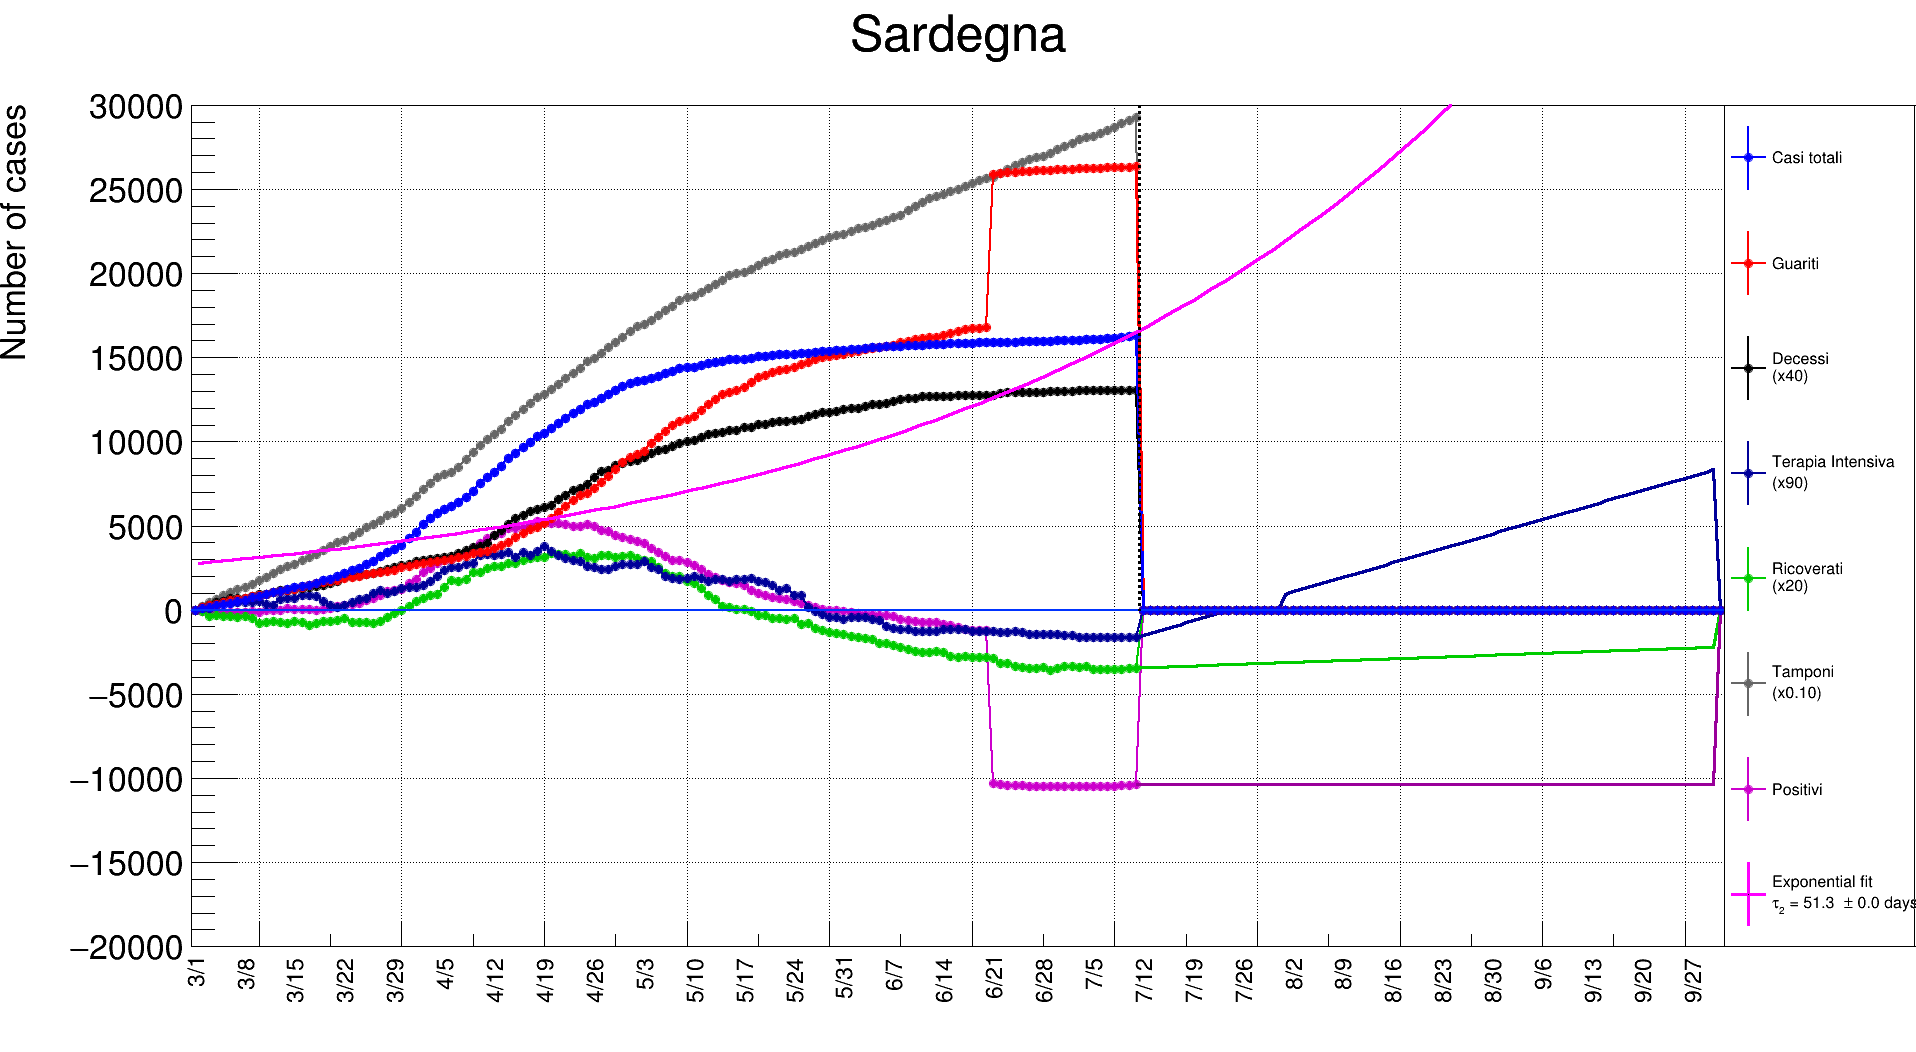 Sardegna
Number of cases
30000
25000
20000
15000
10000
5000
0
−5000
−10000
−15000
−20000
3/1
3/8
3/15
3/22
3/29
4/5
4/12
4/19
4/26
5/3
5/10
5/17
5/24
5/31
6/7
6/14
6/21
6/28
7/5
7/12
7/19
7/26
8/2
8/9
8/16
8/23
8/30
9/6
9/13
9/20
9/27
Casi totali
Guariti
Decessi
(x40)
Terapia Intensiva
(x90)
Ricoverati
(x20)
Tamponi
(x0.10)
Positivi
Exponential fit
τ2 = 51.3 ± 0.0 days